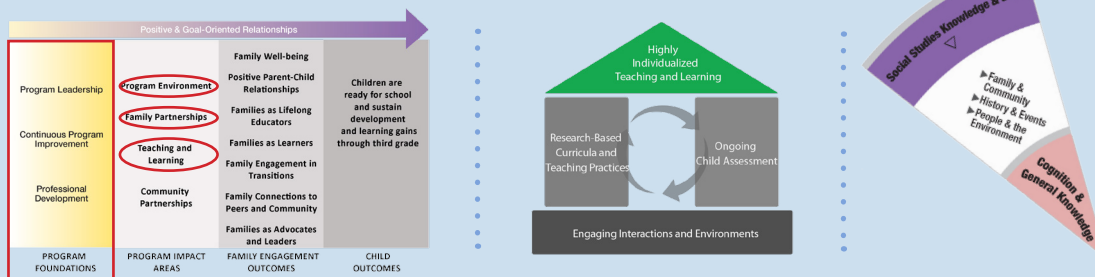 Positive & Goal-Oriented Relationships
Program Leadership
Continuous Program
Improvement
Professional
Development
PROGRAM
FOUNDATIONS
Program Environment
Family Partnerships
Teaching and
Learning
Community
Partnerships
PROGRAM IMPACT
AREAS
Family Well-being
Positive Parent-Child
Relationships
Families as Lifelong
Educators
Families as Learners
Family Engagement in
Transitions
Family Connections to
Peers and Community
Families as Advocates
and Leaders
FAMILY ENGAGEMENT
OUTCOMES
Children are
ready for school
and sustain
development
and learning gains
through third grade
CHILD
OUTCOMES
Highly
Individualized
Teaching and Learning
Research-Based
Curricula and
Teaching Practices
Ongoing
Child Assessment
Engaging Interactions and Environments
Social Studies Knowledge &
▶Family &
Community
▶History & Events
▶People & the
Environment
Cognition &
General Knowledge